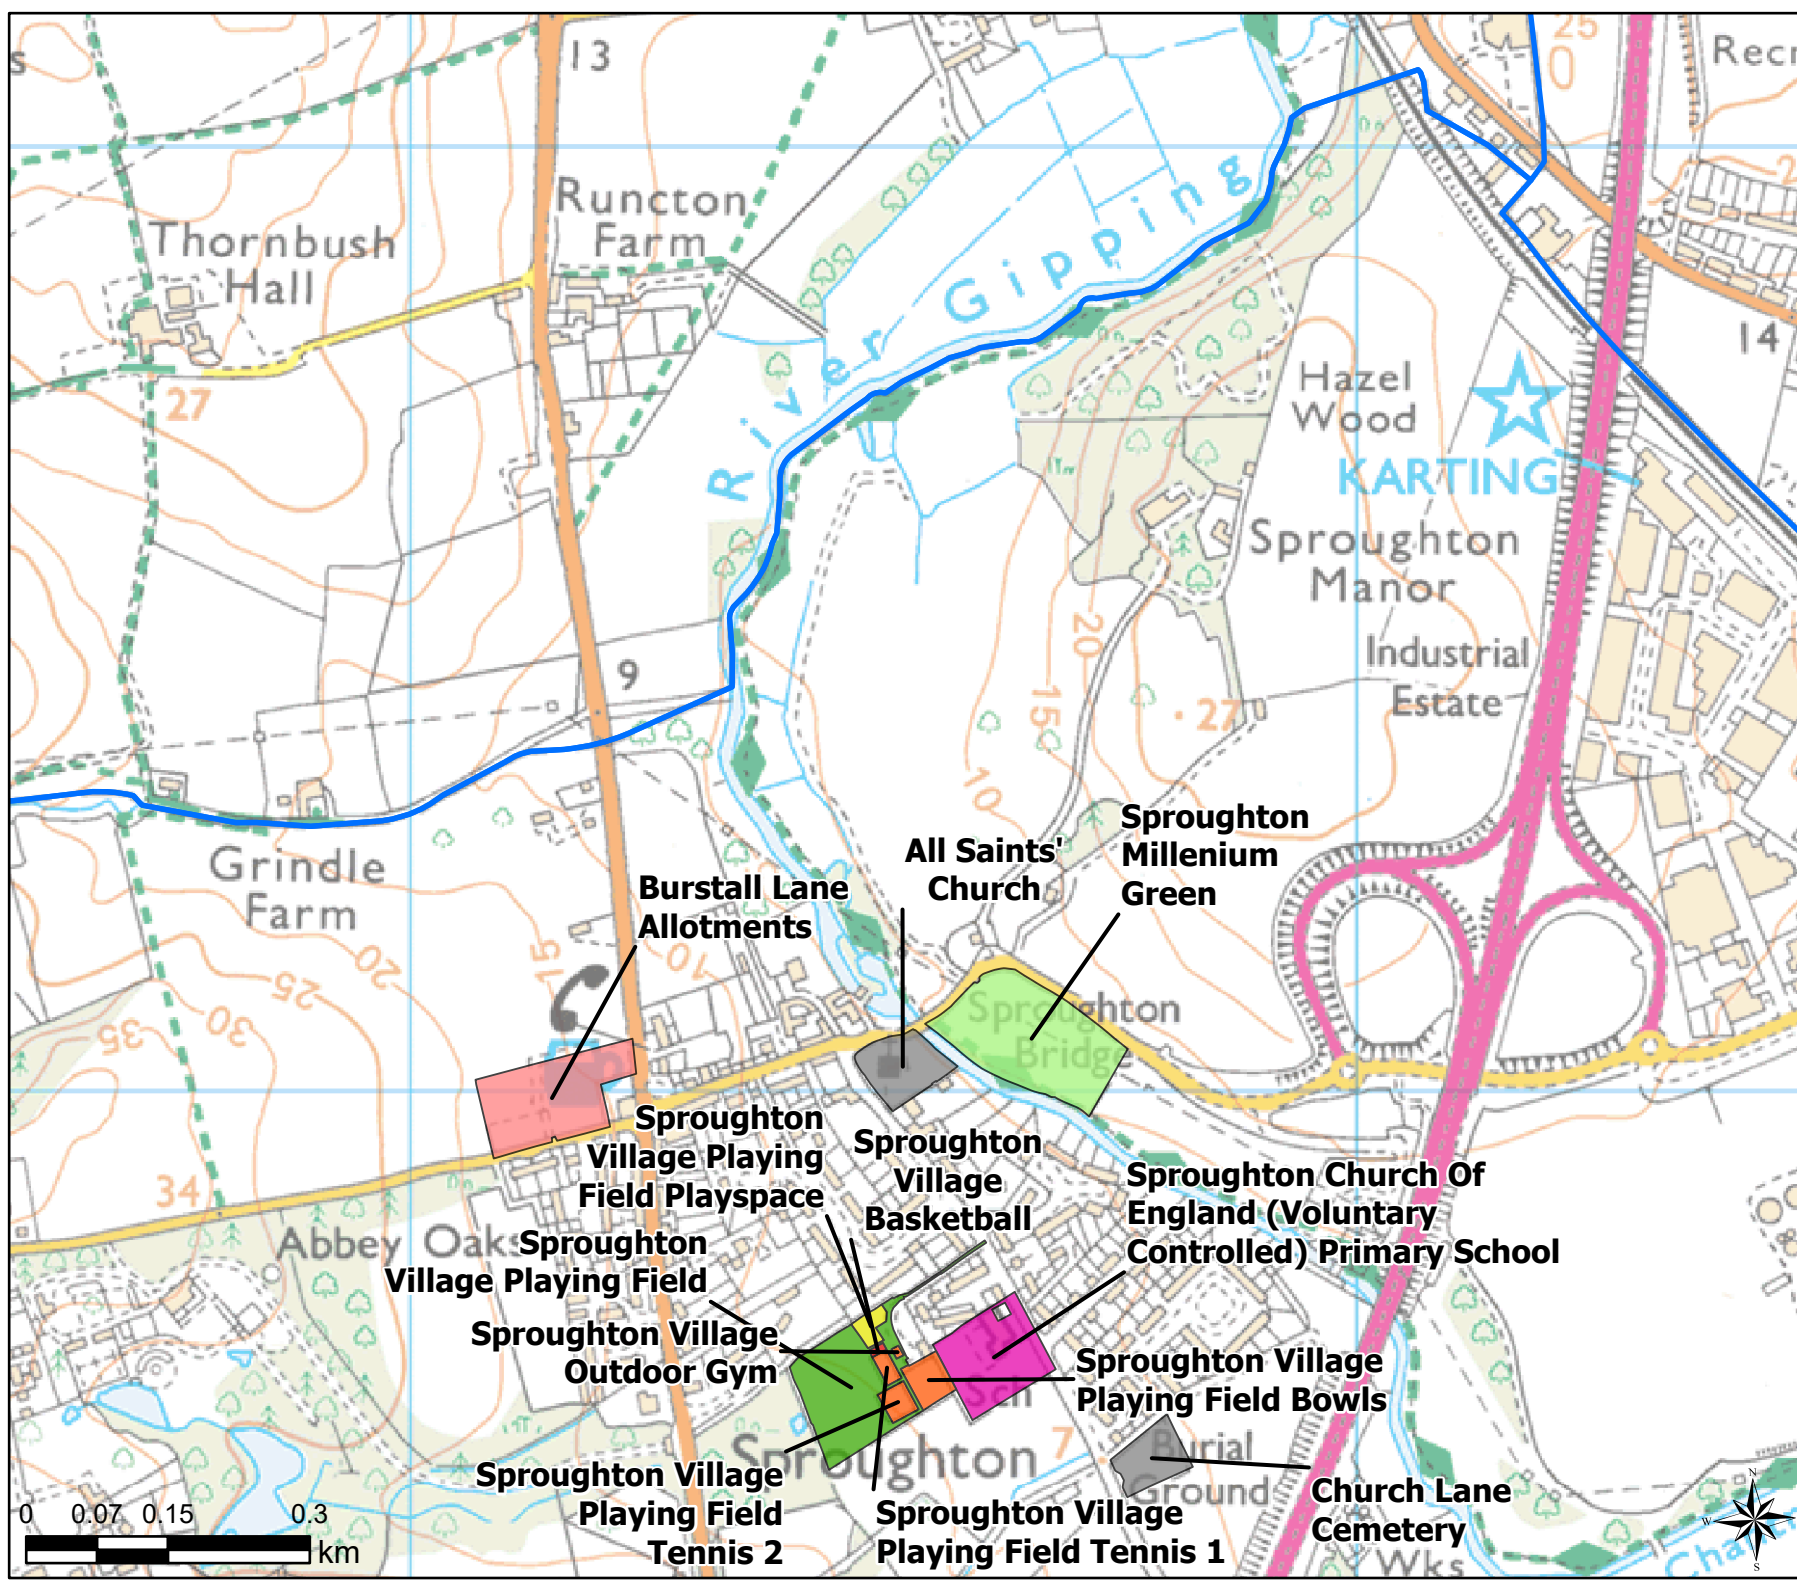 13
25
0
Recr
Runcton
Farm
Thornbush
Hall
River Gipping
27
14
Hazel
Wood
KARTING
Sproughton
Manor
Industrial
Estate
20
15
10
27
9
Grindle
Farm
Sproughton
Millenium
Green
All Saints'
Church
Burstall Lane
Allotments
15
10
20
25
30
35
Sproughton
Bridge
34
Abbey Oaks
Sproughton
Village Playing
Field Playspace
Sproughton
Village
Basketball
Sproughton Church Of
England (Voluntary
Controlled) Primary School
Sproughton
Village Playing Field
Sproughton Village
Outdoor Gym
Sproughton Village
Playing Field Bowls
Sch
Sproughton
7
Burial
Ground
Sproughton Village
Playing Field
Tennis 2
Sproughton Village
Playing Field Tennis 1
Church Lane
Cemetery
Wks
0 0.07 0.15 0.3
km
N
W
S